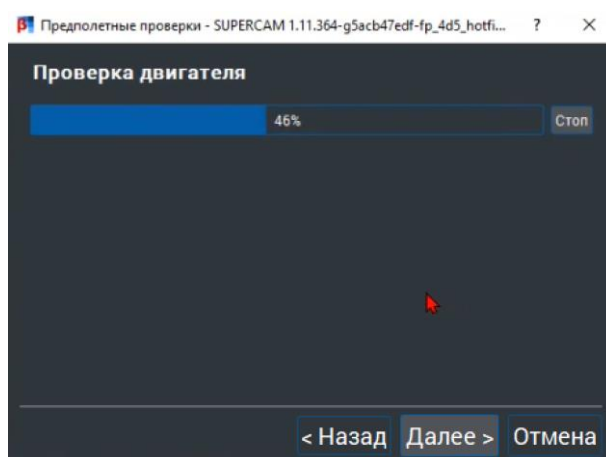 Предполетные проверки - SUPERCAM 1.11.364-g5acb47edf-fp_4d5_hotfi... ? ×
Проверка двигателя
46% Стоп
< Назад Далее > Отмена